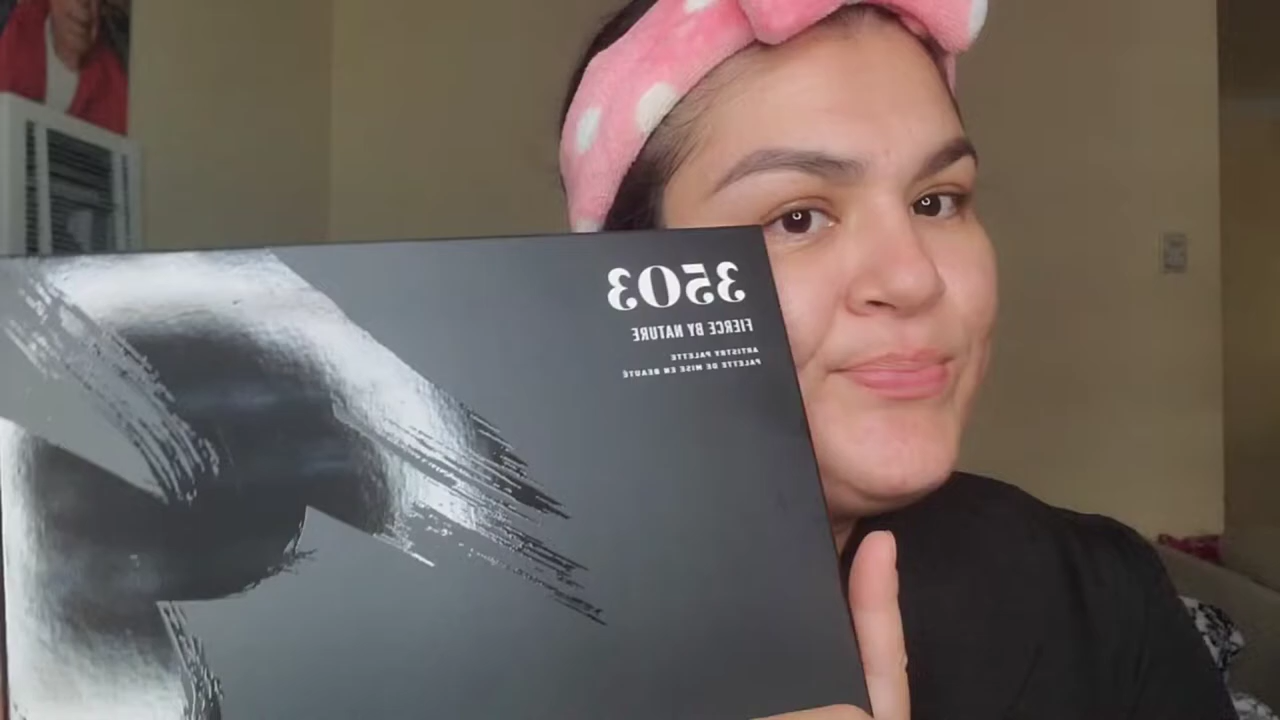 3503
FIERCE BY NATURE
ARTISTRY PALETTE
PALETTE DE MISE EN BEAUTÉ